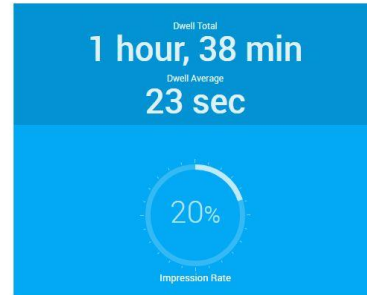 Dwell Total
1 hour, 38 min
Dwell Average
23 sec
20%
Impression Rate